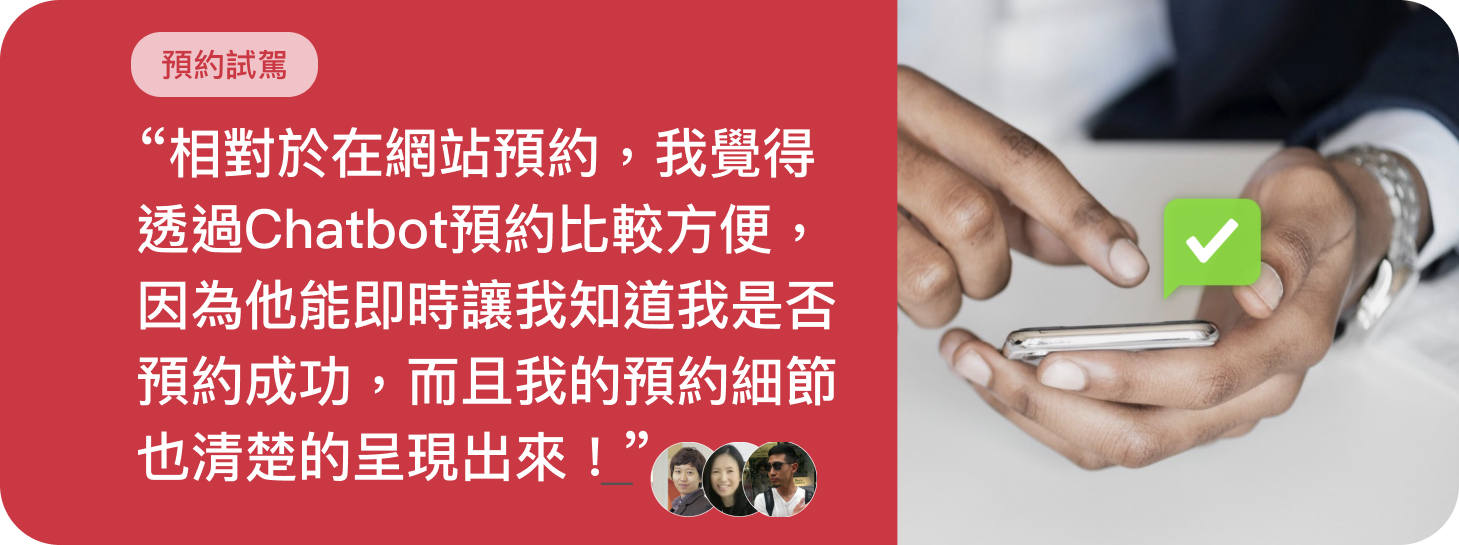 預約試駕
“相對於在網站預約，我覺得
透過Chatbot預約比較方便，
因為他能即時讓我知道我是否
預約成功，而且我的預約細節
也清楚的呈現出來！”